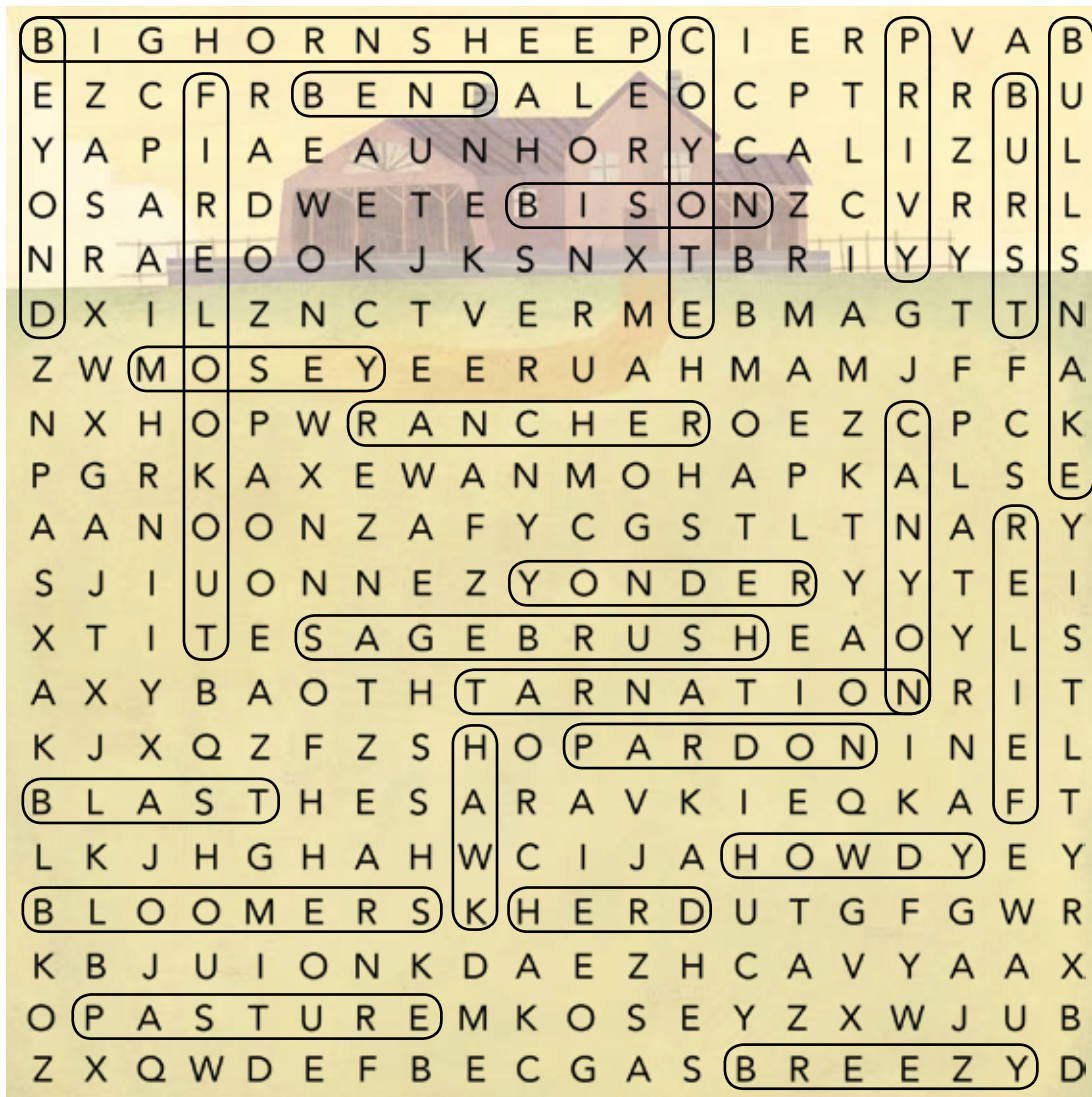 B I G H O R N S H E E P C I E R P V A B
E Z C F R B E N D A L E O C P T R R B U
Y A P I A E A U N H O R Y C A L I Z U L
O S A R D W E T E B I S O N Z C V R R L
N R A E O O K J K S N X T B R I Y Y S S
D X I L Z N C T V E R M E B M A G T T N
Z W M O S E Y E E R U A H M A M J F F A
N X H O P W R A N C H E R O E Z C P C K
P G R K A X E W A N M O H A P K A L S E
A A N O O N Z A F Y C G S T L T N A R Y
S J I U O N N E Z Y O N D E R Y Y T E I
X T I T E S A G E B R U S H E A O Y L S
A X Y B A O T H T A R N A T I O N R I T
K J X Q Z F Z S H O P A R D O N I N E L
B L A S T H E S A R A V K I E Q K A F T
L K J H G H A H W C I J A H O W D Y E Y
B L O O M E R S K H E R D U T G F G W R
K B J U I O N K D A E Z H C A V Y A A X
O P A S T U R E M K O S E Y Z X W J U B
Z X Q W D E F B E C G A S B R E E Z Y D